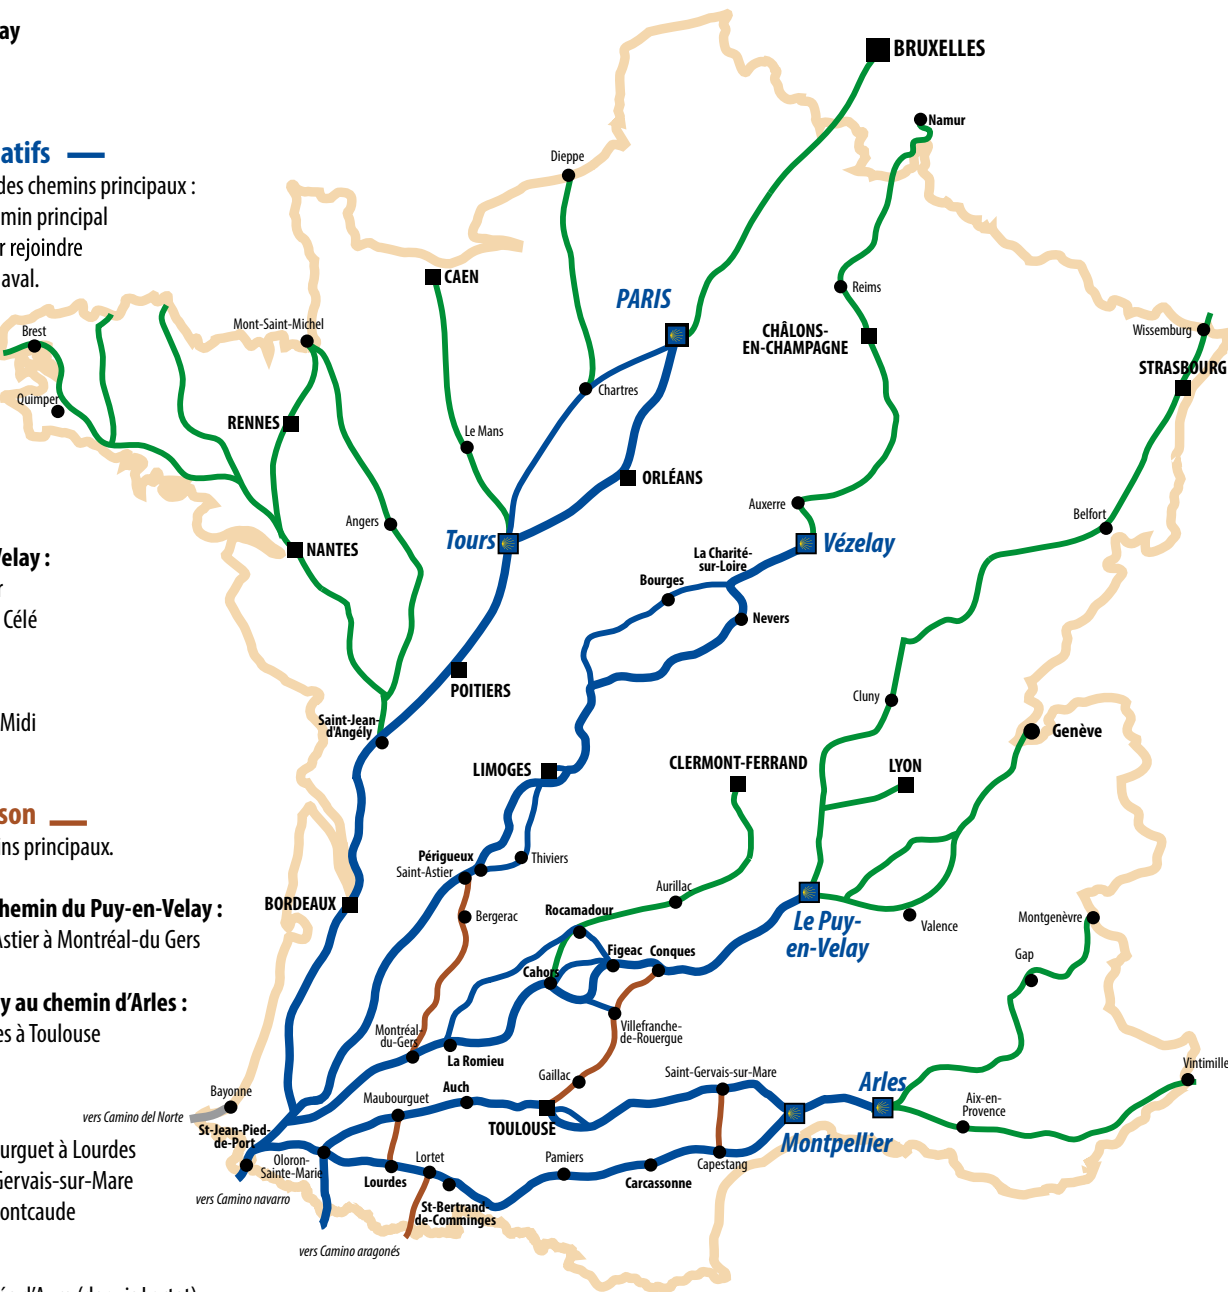 ay
atifs
des chemins principaux :
min principal
r rejoindre
aval.
Velay :
r
Célé
Midi
son
ins principaux.
chemin du Puy-en-Velay :
Astier à Montréal-du Gers
y au chemin d’Arles :
es à Toulouse
urguet à Lourdes
Gervais-sur-Mare
ontcaude
BRUXELLES
Namur
Dieppe
CAEN
PARIS
Reims
CHÂLONS-
EN-CHAMPAGNE
Wissemburg
STRASBOURG
Brest
Mont-Saint-Michel
Quimper
RENNES
Chartres
Le Mans
ORLÉANS
Auxerre
Angers
Belfort
NANTES
Tours
Vézelay
La Charité-
sur-Loire
Bourges
Nevers
POITIERS
Cluny
Saint-Jean-
d'Angély
Genève
LIMOGES
CLERMONT-FERRAND
LYON
Périgueux
Saint-Astier
Thiviers
Aurillac
BORDEAUX
Bergerac
Rocamadour
Le Puy-
en-Velay
Valence
Montgenèvre
Figeac
Conques
Gap
Cahors
Montréal-
du-Gers
Villefranche-
de-Rouergue
La Romieu
Gaillac
Saint-Gervais-sur-Mare
Vintimille
Bayonne
Auch
Maubourguet
Arles
Aix-en-
Provence
vers Camino del Norte
St-Jean-Pied-
de-Port
TOULOUSE
Montpellier
Oloron-
Sainte-Marie
Lortet
Pamiers
Capestang
Lourdes
Carcassonne
vers Camino navarro
St-Bertrand-
de-Comminges
vers Camino aragonés